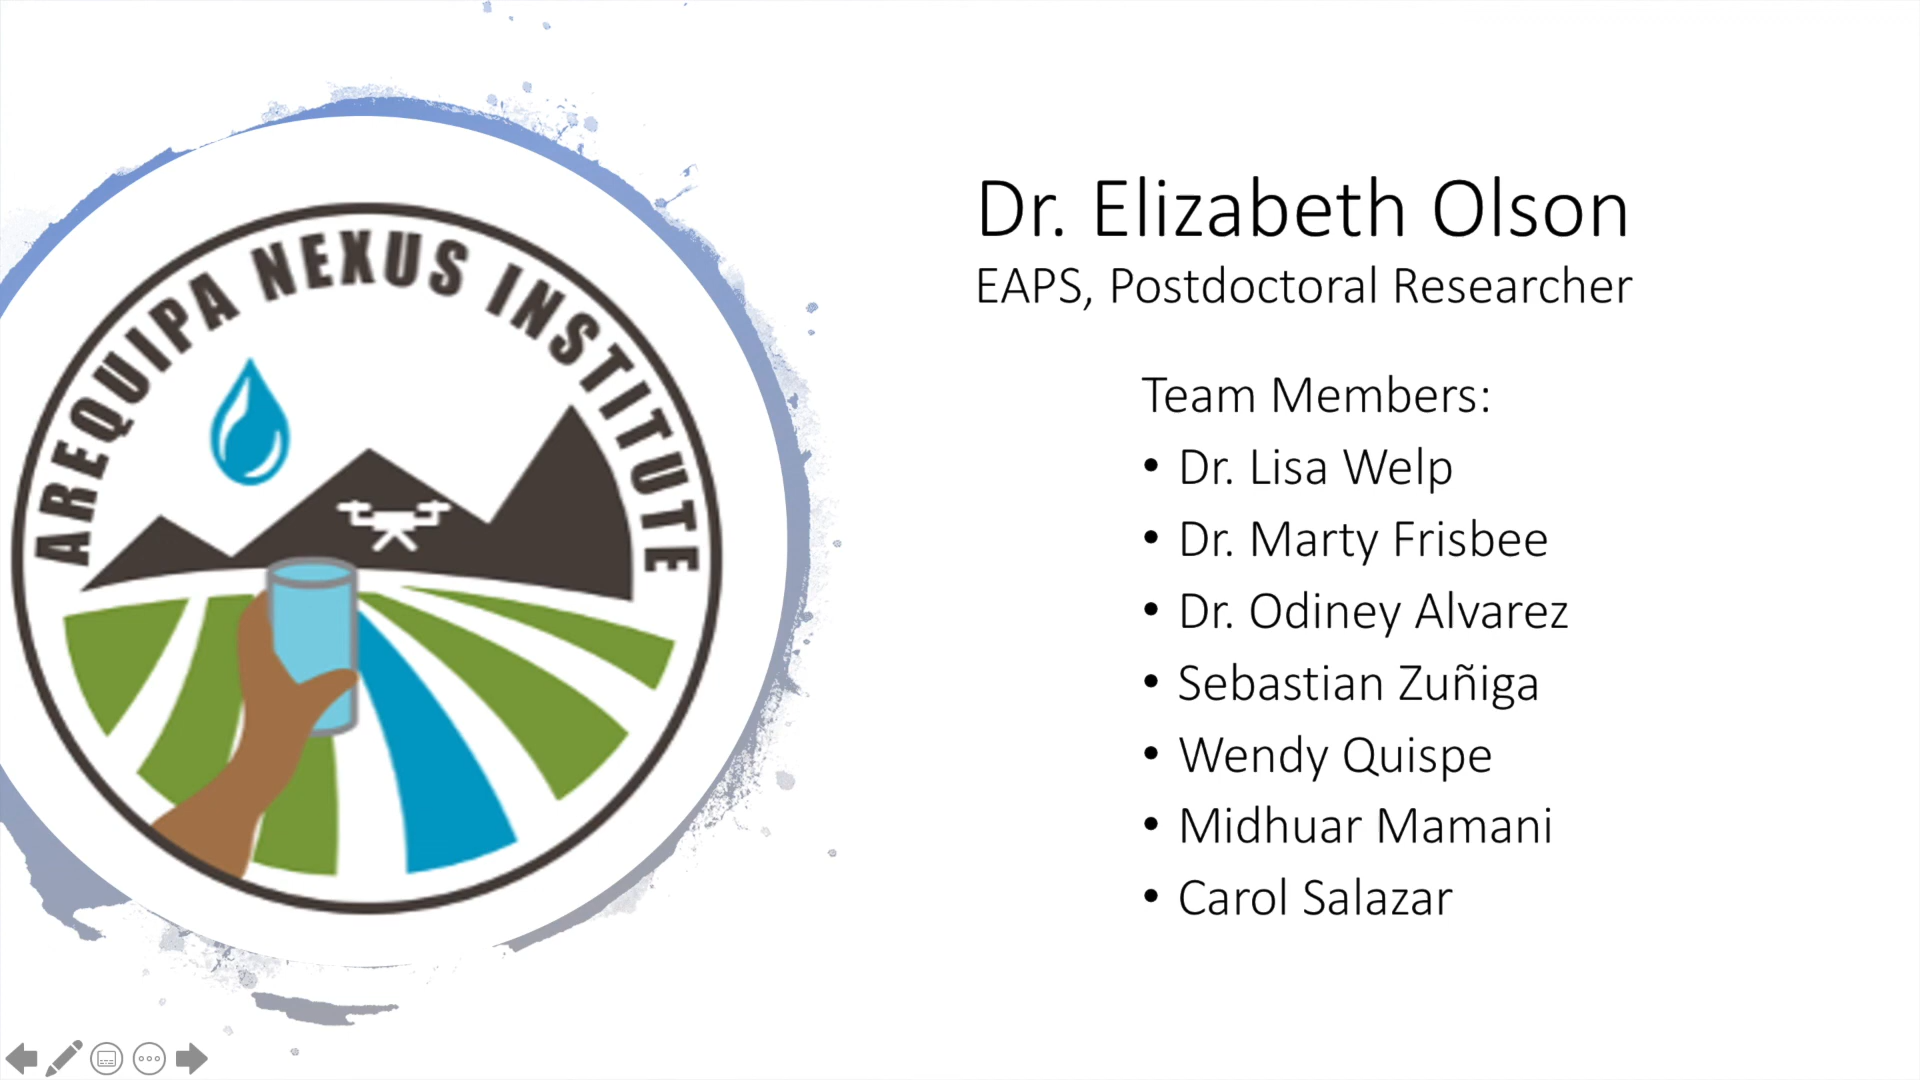 AREQUIPA NEXUS INSTITUTE
Dr. Elizabeth Olson
EAPS, Postdoctoral Researcher
Team Members:
• Dr. Lisa Welp
• Dr. Marty Frisbee
• Dr. Odiney Alvarez
• Sebastian Zuñiga
• Wendy Quispe
• Midhuar Mamani
• Carol Salazar